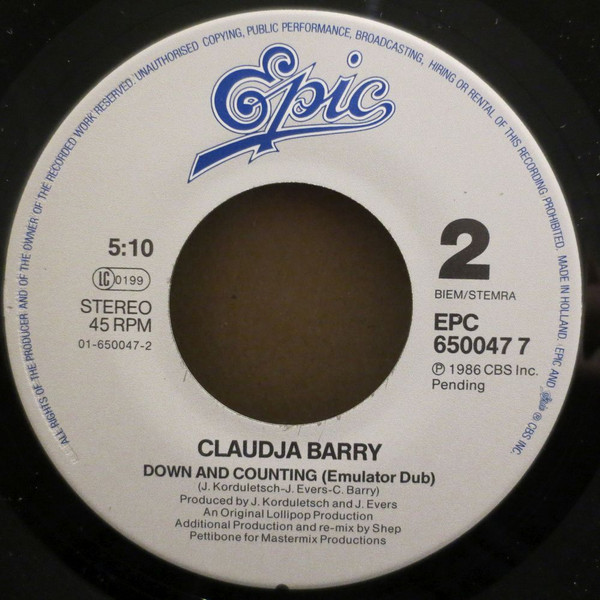 ALL RIGHTS OF THE PRODUCER AND OF THE OWNER OF THE RECORDED WORK RESERVED. UNAUTHORISED COPYING, PUBLIC PERFORMANCE, BROADCASTING, HIRING OR RENTAL OF THIS RECORDING PROHIBITED. MADE IN HOLLAND. EPIC AND Epic ® CBS INC.
Epic
5:10
LC 0199
STEREO
45 RPM
01-650047-2
2
BIEM/STEMRA
EPC
650047 7
℗ 1986 CBS Inc.
Pending
CLAUDJA BARRY
DOWN AND COUNTING (Emulator Dub)
(J. Korduletsch-J. Evers-C. Barry)
Produced by J. Korduletsch and J. Evers
An Original Lollipop Production
Additional Production and re-mix by Shep
Pettibone for Mastermix Productions